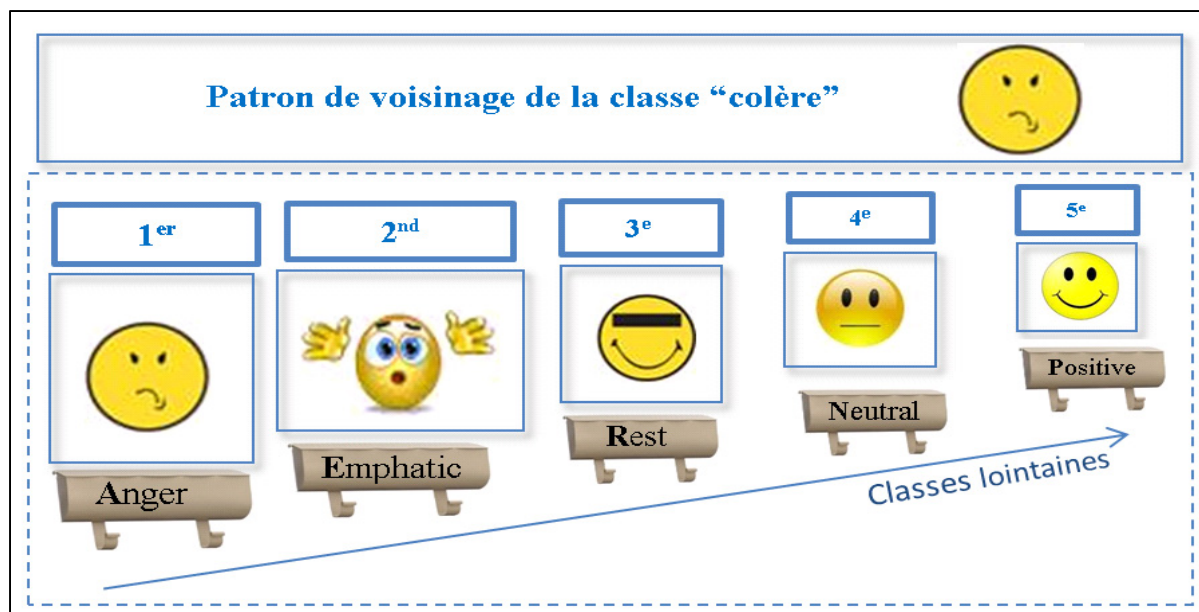 Patron de voisinage de la classe “colère”
1er
2nd
3e
4e
5e
Anger
Emphatic
Rest
Neutral
Positive
Classes lointaines